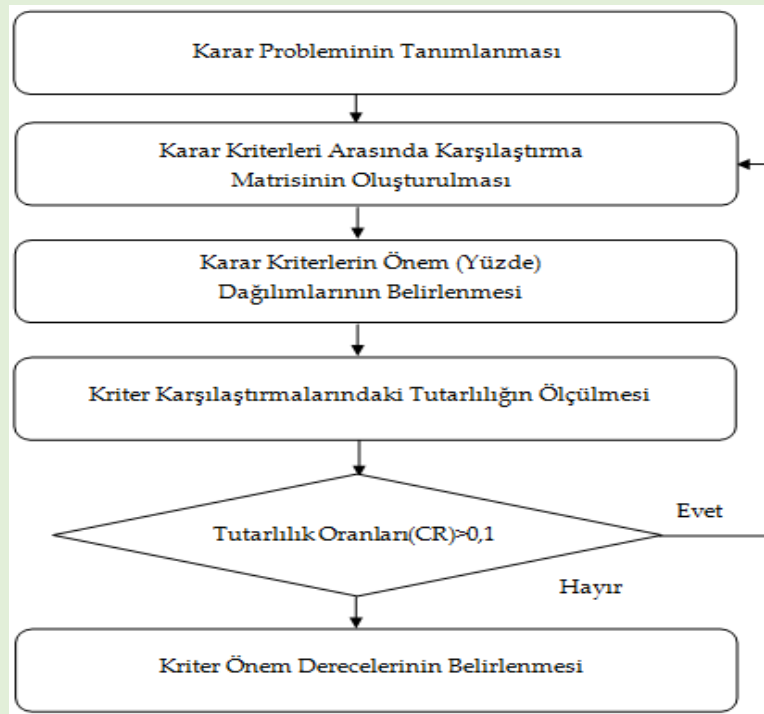 Karar Probleminin Tanımlanması
Karar Kriterleri Arasında Karşılaştırma
Matrisinin Oluşturulması
Karar Kriterlerin Önem (Yüzde)
Dağılımlarının Belirlenmesi
Kriter Karşılaştırmalarındaki Tutarlılığın Ölçülmesi
Tutarlılık Oranları(CR)>0,1
Evet
Hayır
Kriter Önem Derecelerinin Belirlenmesi